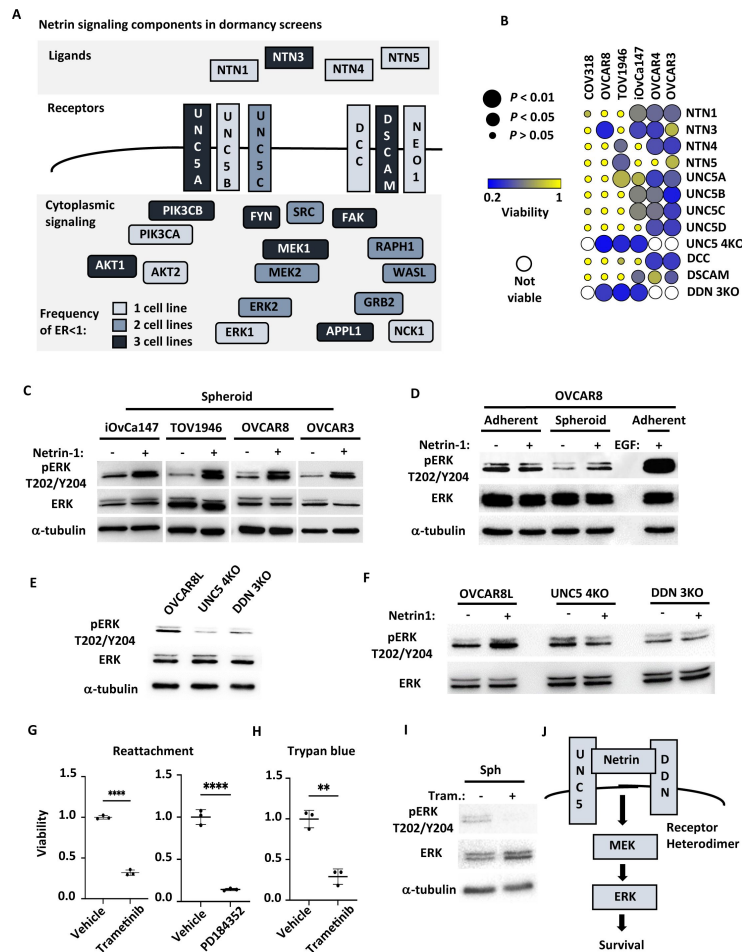 A
Netrin signaling components in dormancy screens
Ligands
NTN1
NTN3
NTN4
NTN5
Receptors
UNC5A
UNC5B
UNC5C
DCC
DSCAM
NEO1
Cytoplasmic signaling
PIK3CB
PIK3CA
AKT1
AKT2
FYN
SRC
FAK
MEK1
MEK2
RAPH1
WASL
ERK2
ERK1
GRB2
APPL1
NCK1
Frequency of ER<1:
1 cell line
2 cell lines
3 cell lines
B
COV318
OVCAR8
TOV1946
iOvCa147
OVCAR4
OVCAR3
P < 0.01
P < 0.05
P > 0.05
0.2
1
Viability
Not viable
NTN1
NTN3
NTN4
NTN5
UNC5A
UNC5B
UNC5C
UNC5D
UNC5 4KO
DCC
DSCAM
DDN 3KO
C
Spheroid
iOvCa147 TOV1946 OVCAR8 OVCAR3
Netrin-1: - + - + - + - +
pERK T202/Y204
ERK
α-tubulin
D
OVCAR8
Adherent Spheroid Adherent
Netrin-1: - + - + EGF: +
pERK T202/Y204
ERK
α-tubulin
E
OVCAR8L
UNC5 4KO
DDN 3KO
pERK T202/Y204
ERK
α-tubulin
F
OVCAR8L UNC5 4KO DDN 3KO
Netrin1: - + - + - +
pERK T202/Y204
ERK
G
Reattachment
Viability
1.5
1.0
0.5
0.0
****
Vehicle
Trametinib
1.5
1.0
0.5
0.0
****
Vehicle
PD184352
H
Trypan blue
1.5
1.0
0.5
0.0
**
Vehicle
Trametinib
I
Sph
Tram.: - +
pERK T202/Y204
ERK
α-tubulin
J
UNC5
Netrin
DDN
Receptor Heterodimer
MEK
ERK
Survival